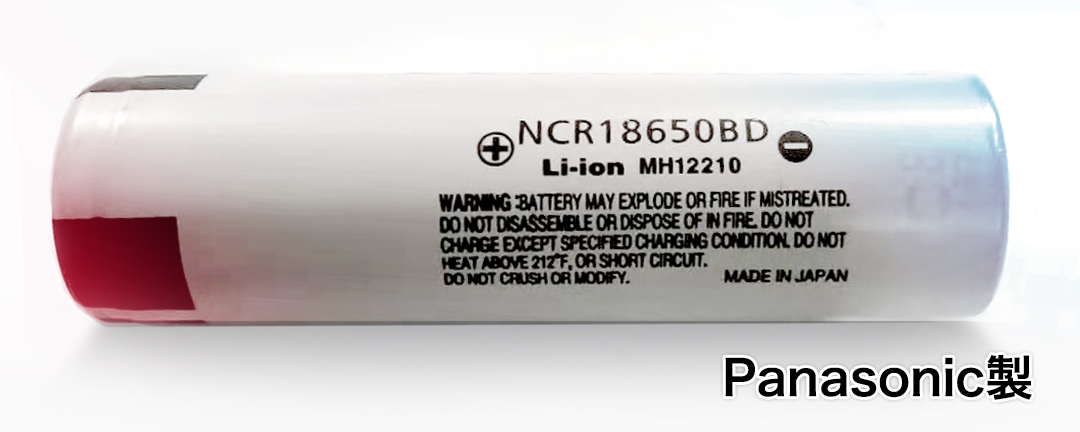 NCR18650BD
Li-ion MH12210
WARNING :BATTERY MAY EXPLODE OR FIRE IF MISTREATED.
DO NOT DISASSEMBLE OR DISPOSE OF IN FIRE. DO NOT
CHARGE EXCEPT SPECIFIED CHARGING CONDITION. DO NOT
HEAT ABOVE 212°F, OR SHORT CIRCUIT.
DO NOT CRUSH OR MODIFY. MADE IN JAPAN
Panasonic製